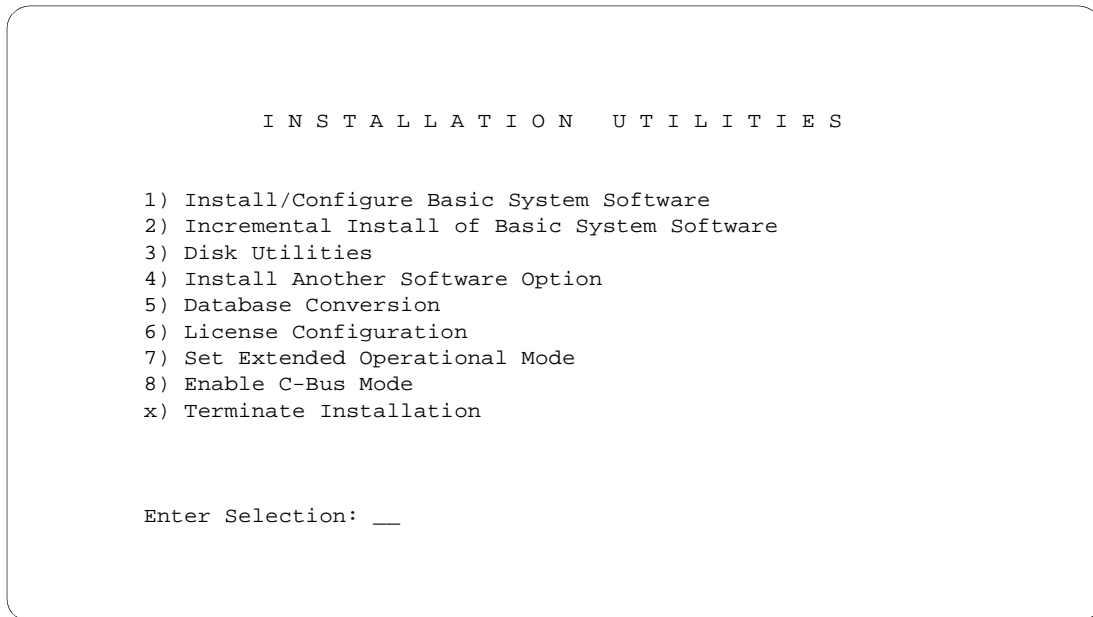 I N S T A L L A T I O N   U T I L I T I E S
1) Install/Configure Basic System Software
2) Incremental Install of Basic System Software
3) Disk Utilities
4) Install Another Software Option
5) Database Conversion
6) License Configuration
7) Set Extended Operational Mode
8) Enable C-Bus Mode
x) Terminate Installation
Enter Selection: __